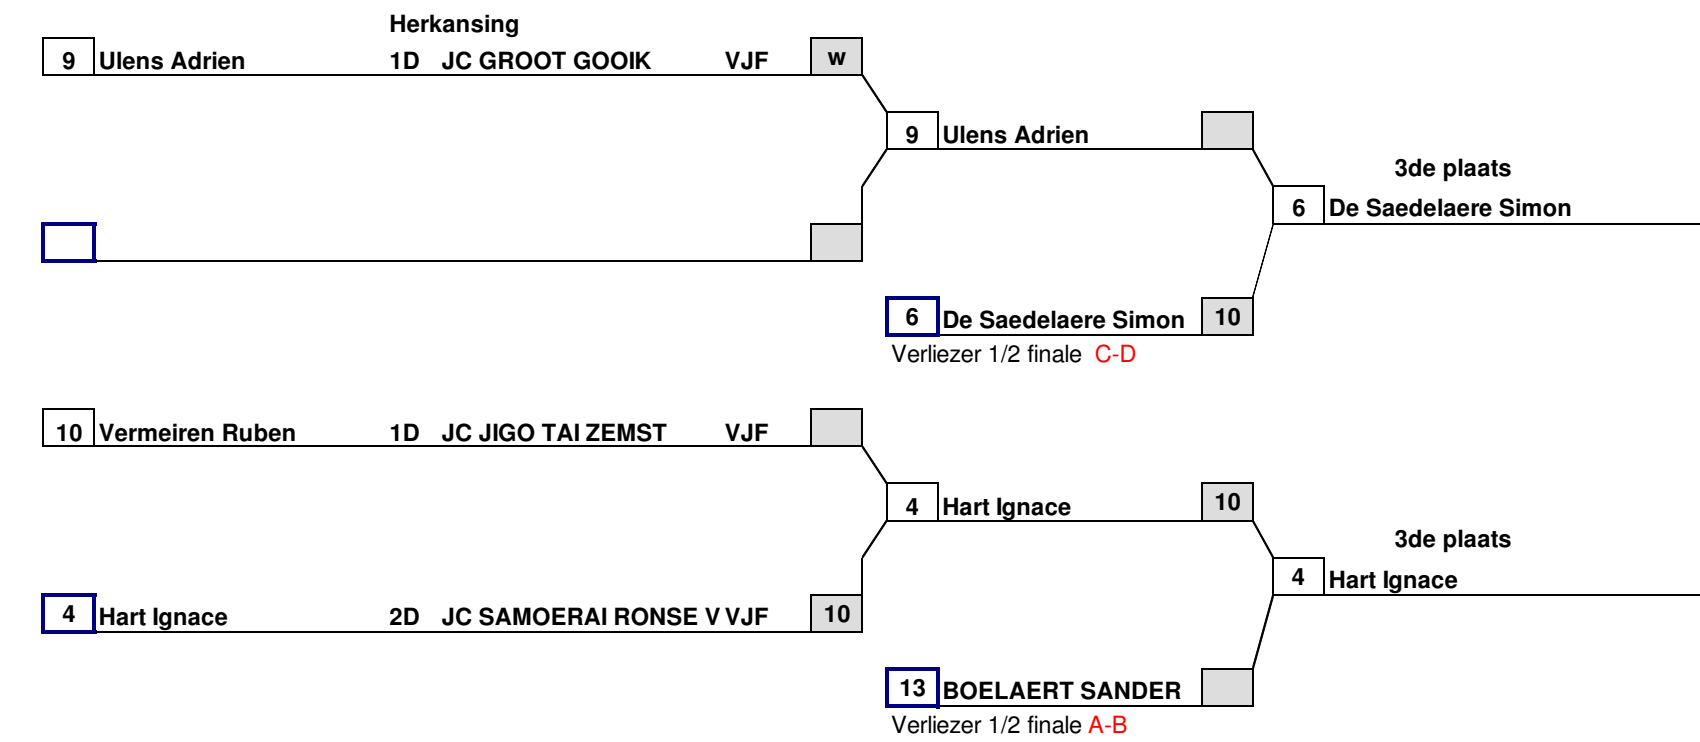 Herkansing
9 Ulens Adrien 1D JC GROOT GOOIK VJF w
9 Ulens Adrien
3de plaats
6 De Saedelaere Simon
6 De Saedelaere Simon 10
Verliezer 1/2 finale C-D
10 Vermeiren Ruben 1D JC JIGO TAI ZEMST VJF
4 Hart Ignace 10
3de plaats
4 Hart Ignace
4 Hart Ignace 2D JC SAMOERAI RONSE V VJF 10
13 BOELAERT SANDER
Verliezer 1/2 finale A-B